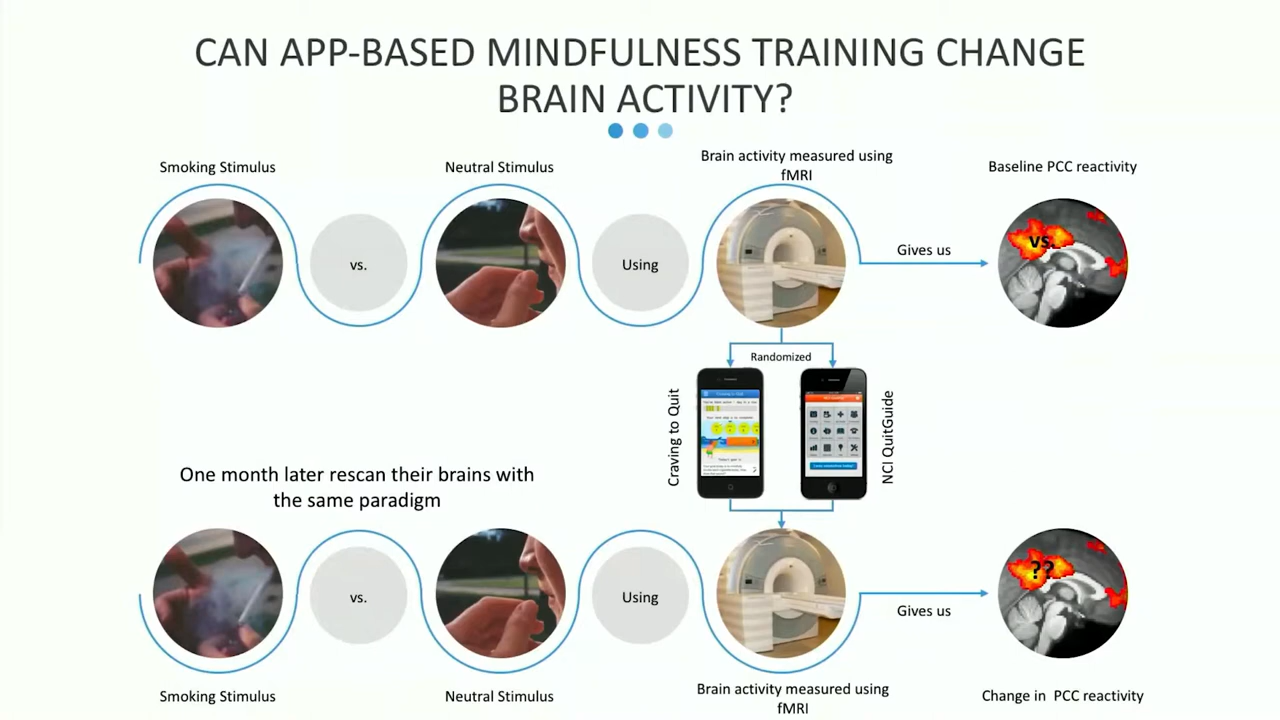 CAN APP-BASED MINDFULNESS TRAINING CHANGE
BRAIN ACTIVITY?
Smoking Stimulus
Neutral Stimulus
Brain activity measured using
fMRI
Baseline PCC reactivity
vs.
Using
Gives us
vs.
Randomized
Craving to Quit
NCI QuitGuide
One month later rescan their brains with
the same paradigm
vs.
Using
Gives us
??
Smoking Stimulus
Neutral Stimulus
Brain activity measured using
fMRI
Change in PCC reactivity